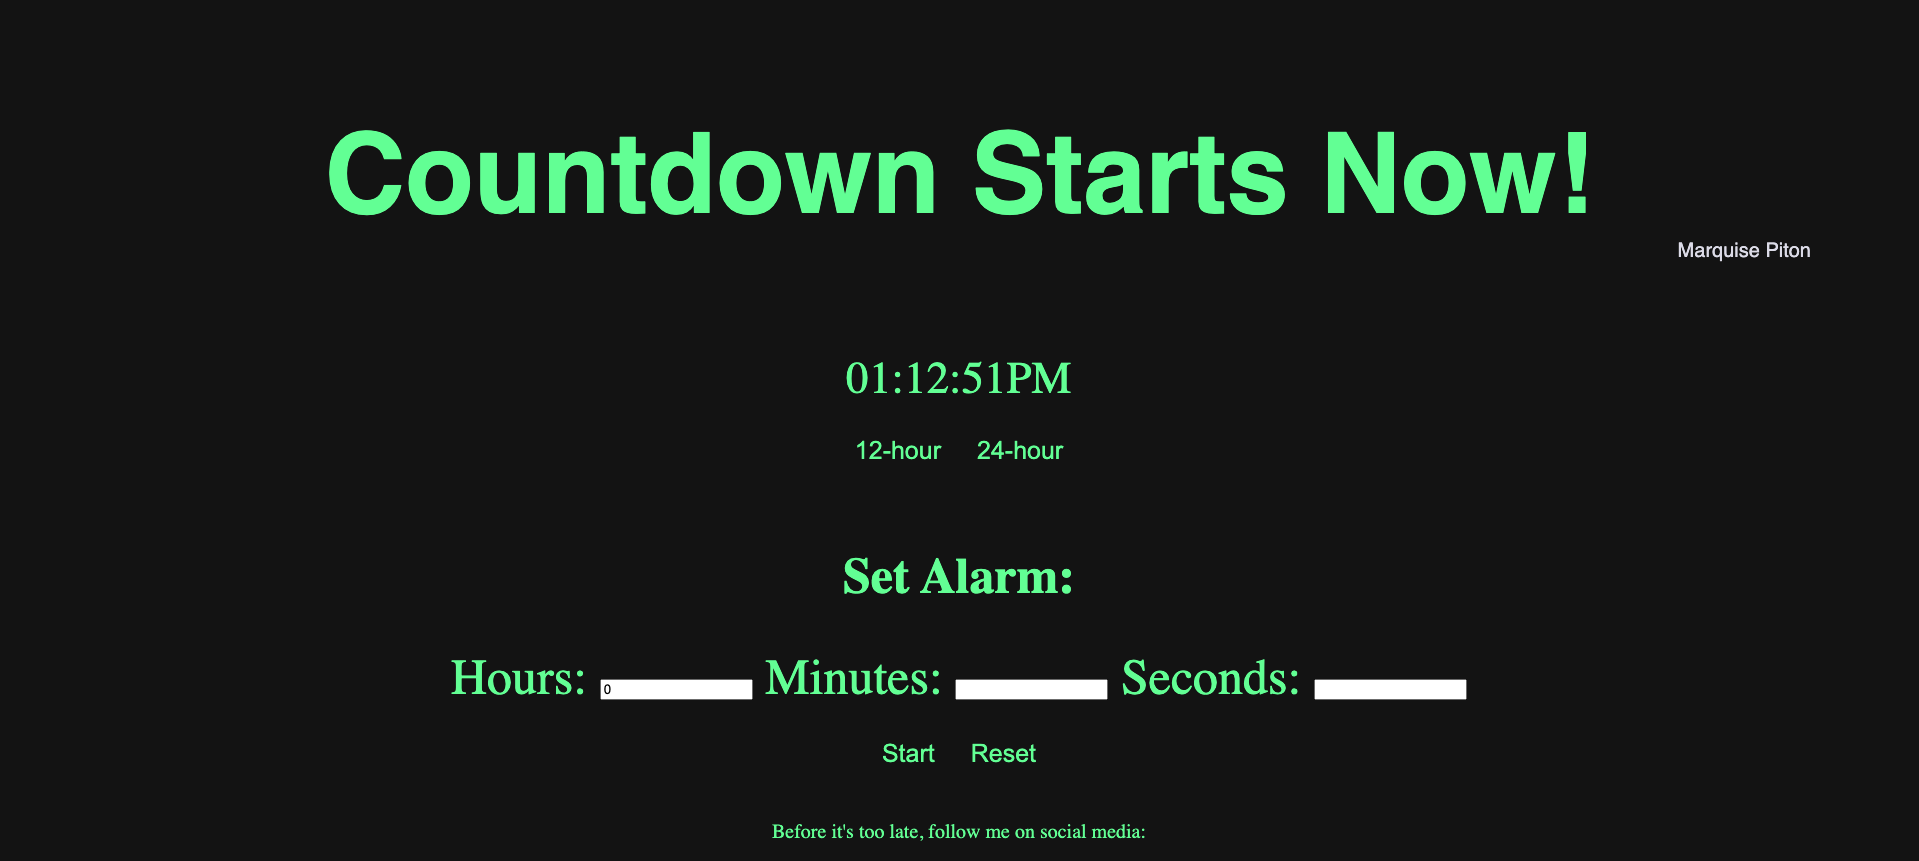 Countdown Starts Now!
Marquise Piton
01:12:51PM
12-hour 24-hour
Set Alarm:
Hours: 0 Minutes: Seconds:
Start Reset
Before it's too late, follow me on social media: